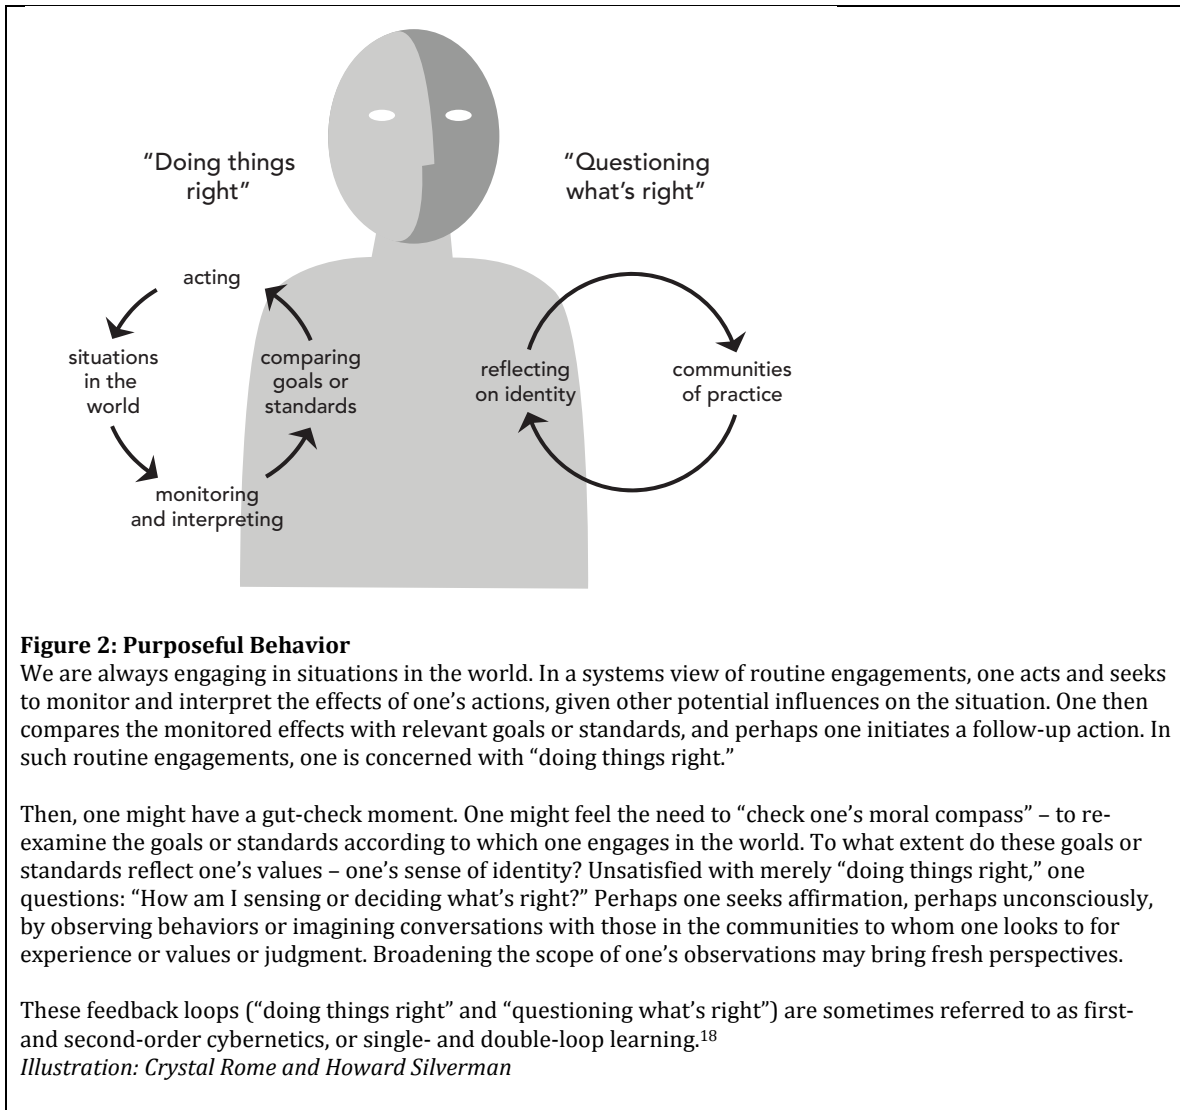 “Doing things
right”
“Questioning
what’s right”
acting
situations
in the
world
comparing
goals or
standards
monitoring
and interpreting
reflecting
on identity
communities
of practice
Figure 2: Purposeful Behavior
We are always engaging in situations in the world. In a systems view of routine engagements, one acts and seeks
to monitor and interpret the effects of one’s actions, given other potential influences on the situation. One then
compares the monitored effects with relevant goals or standards, and perhaps one initiates a follow-up action. In
such routine engagements, one is concerned with “doing things right.”
Then, one might have a gut-check moment. One might feel the need to “check one’s moral compass” – to re-
examine the goals or standards according to which one engages in the world. To what extent do these goals or
standards reflect one’s values – one’s sense of identity? Unsatisfied with merely “doing things right,” one
questions: “How am I sensing or deciding what’s right?” Perhaps one seeks affirmation, perhaps unconsciously,
by observing behaviors or imagining conversations with those in the communities to whom one looks to for
experience or values or judgment. Broadening the scope of one’s observations may bring fresh perspectives.
These feedback loops (“doing things right” and “questioning what’s right”) are sometimes referred to as first-
and second-order cybernetics, or single- and double-loop learning.18
Illustration: Crystal Rome and Howard Silverman